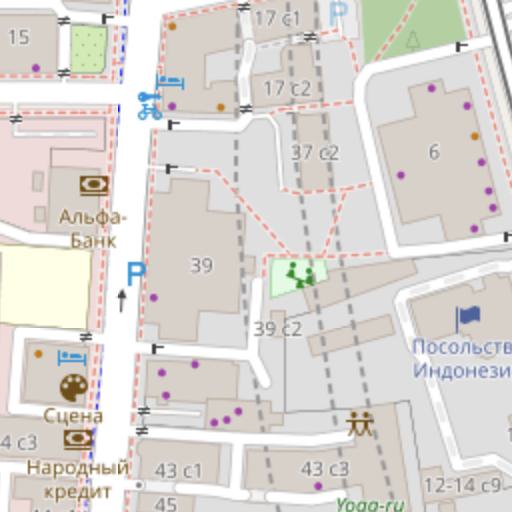 17 с1
P
15
17 с2
37 с2
6
Альфа-
Банк
39
P
39 с2
Посольств
Индонези
Сцена
4 с3
Народный
кредит
43 с1
43 с3
12-14 с9
45
Yoga-ru